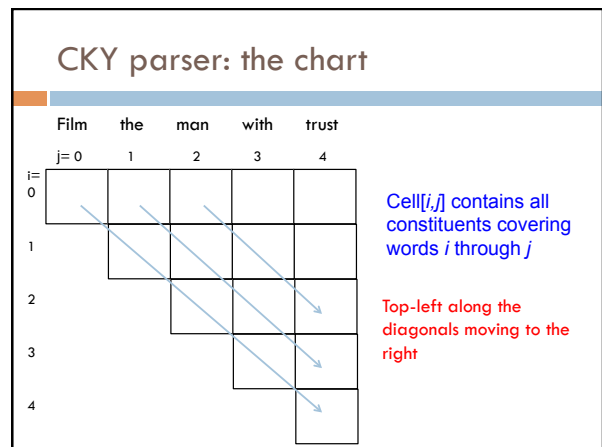 CKY parser: the chart
Film the man with trust
j= 0 1 2 3 4
i=
0
1
2
3
4
Cell[i,j] contains all
constituents covering
words i through j
Top-left along the
diagonals moving to the
right